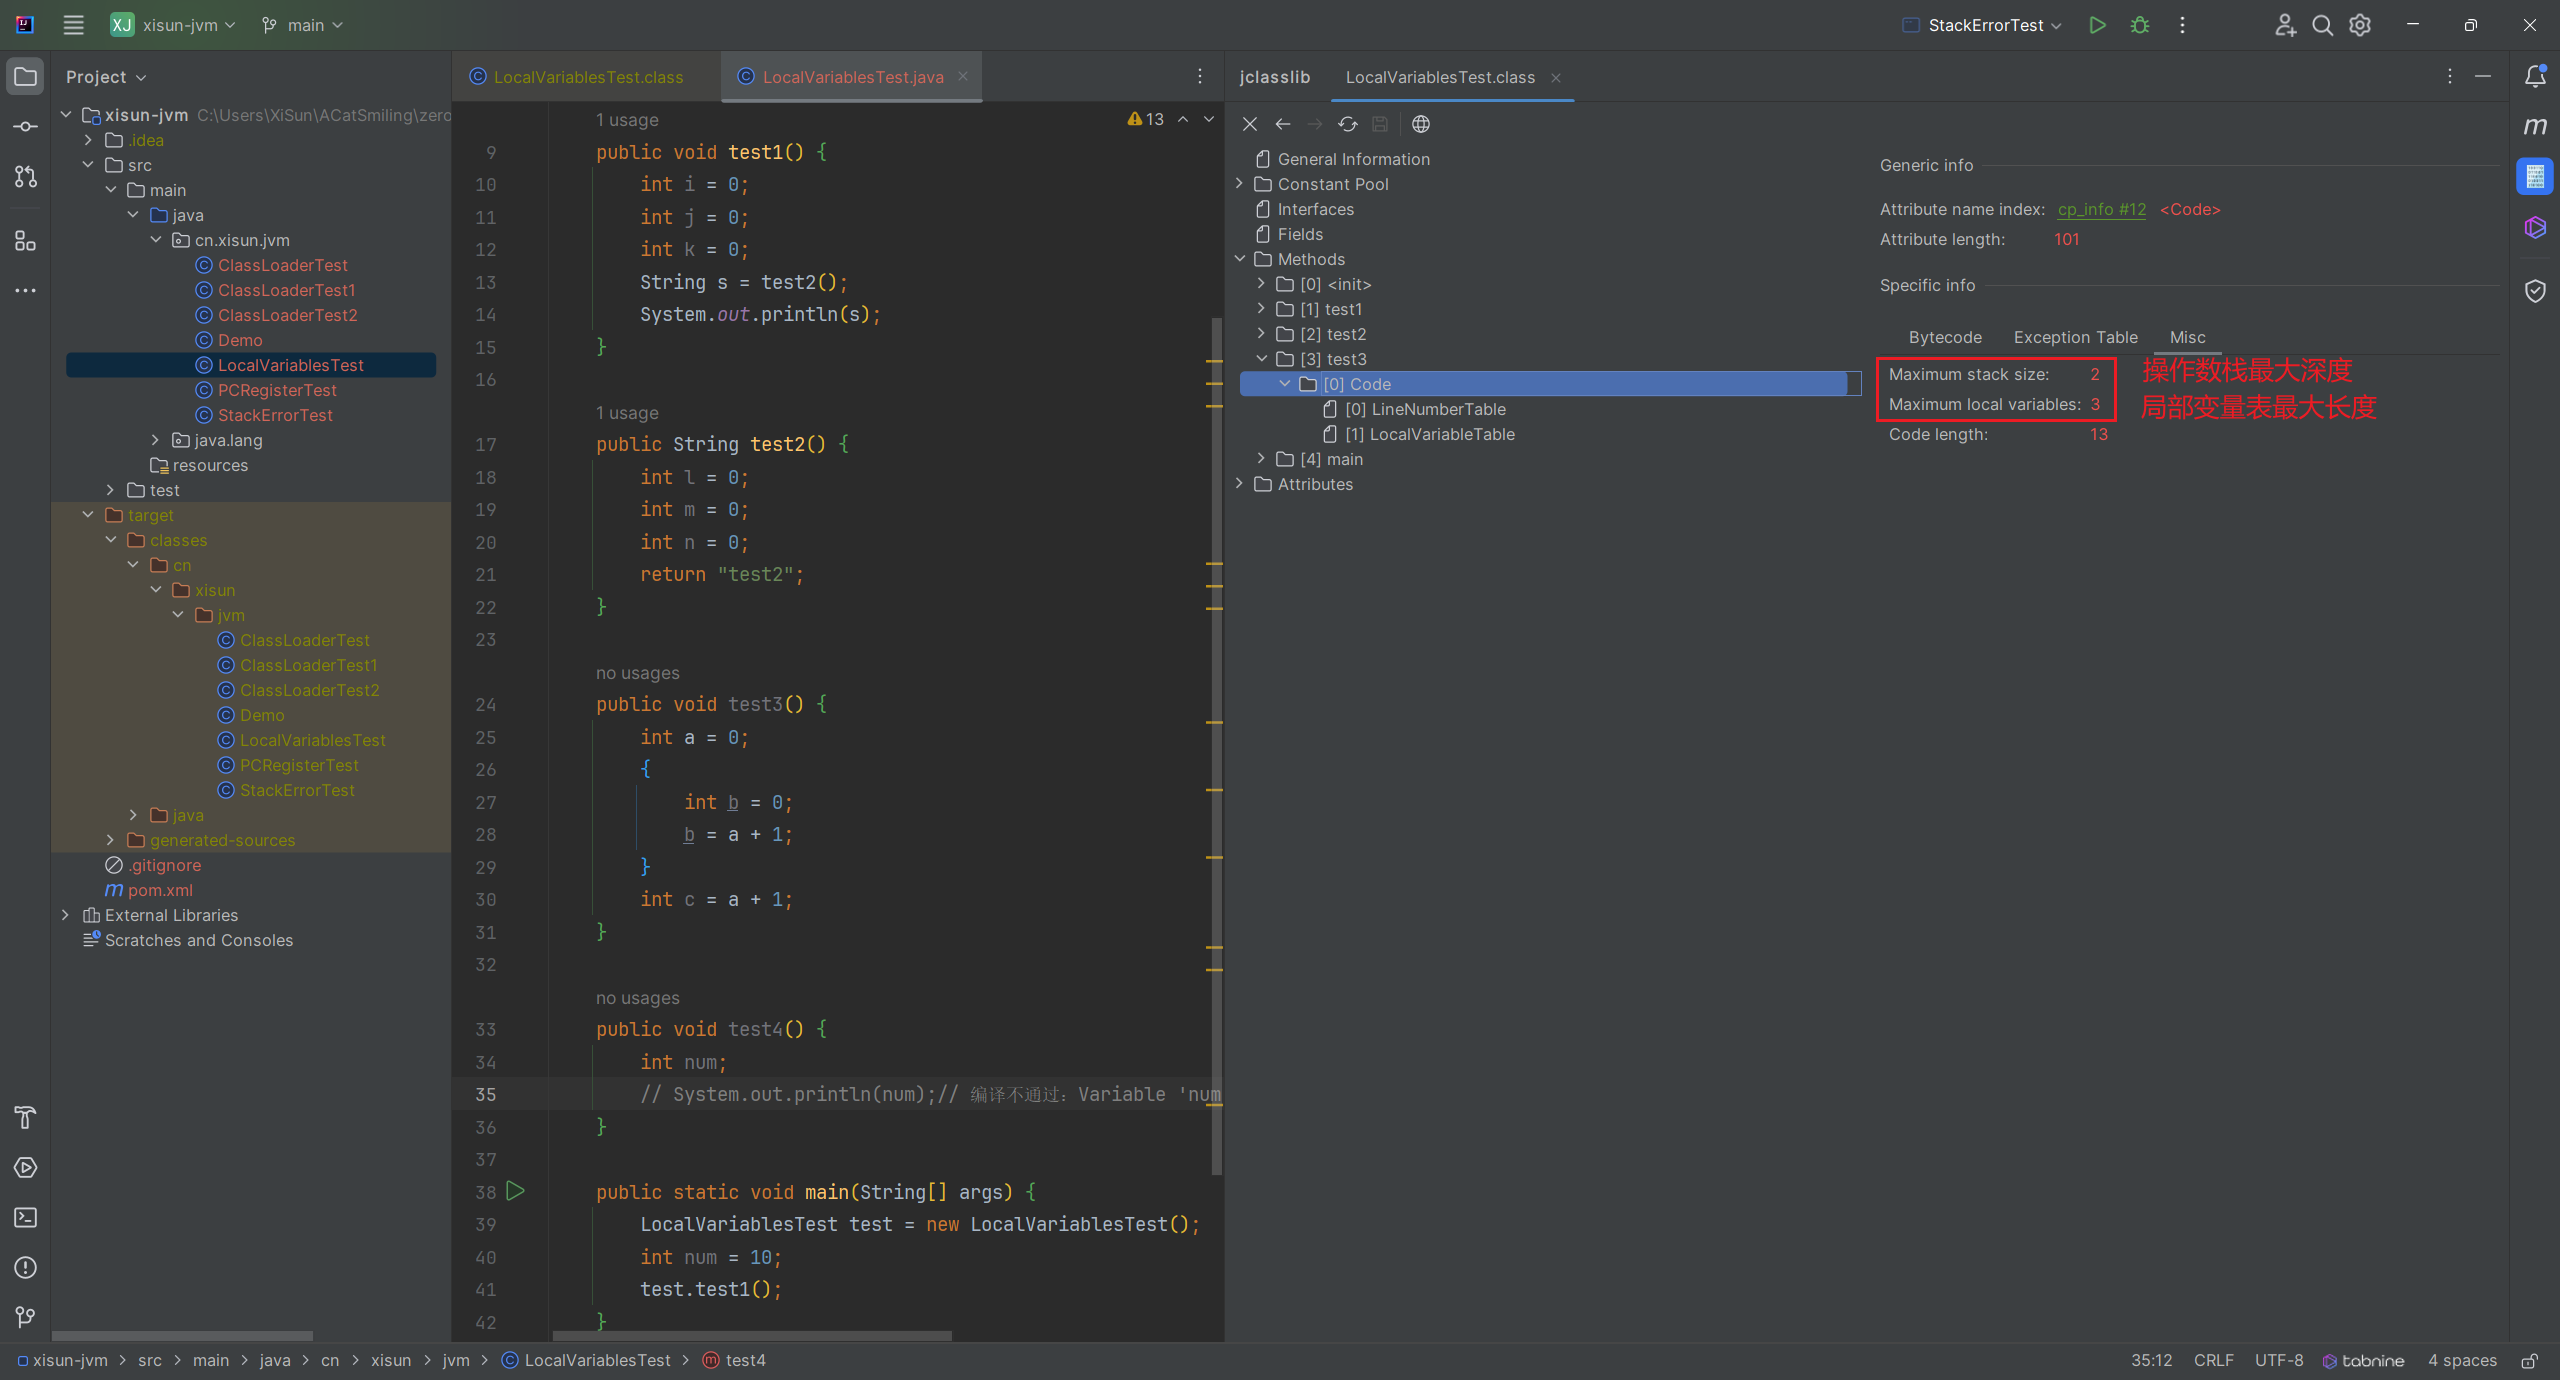 XJ xisun-jvm main StackErrorTest
Project
xisun-jvm C:\Users\XiSun\ACatSmiling\zero
.idea
src
main
java
cn.xisun.jvm
ClassLoaderTest
ClassLoaderTest1
ClassLoaderTest2
Demo
LocalVariablesTest
PCRegisterTest
StackErrorTest
java.lang
resources
test
target
classes
cn
xisun
jvm
ClassLoaderTest
ClassLoaderTest1
ClassLoaderTest2
Demo
LocalVariablesTest
PCRegisterTest
StackErrorTest
java
generated-sources
.gitignore
pom.xml
External Libraries
Scratches and Consoles
LocalVariablesTest.class LocalVariablesTest.java
13
1 usage
9 public void test1() {
10 int i = 0;
11 int j = 0;
12 int k = 0;
13 String s = test2();
14 System.out.println(s);
15 }
16
1 usage
17 public String test2() {
18 int l = 0;
19 int m = 0;
20 int n = 0;
21 return "test2";
22 }
23
no usages
24 public void test3() {
25 int a = 0;
26 {
27 int b = 0;
28 b = a + 1;
29 }
30 int c = a + 1;
31 }
32
no usages
33 public void test4() {
34 int num;
35 // System.out.println(num);// 编译不通过: Variable 'num
36 }
37
38 public static void main(String[] args) {
39 LocalVariablesTest test = new LocalVariablesTest();
40 int num = 10;
41 test.test1();
42 }
jclasslib LocalVariablesTest.class
General Information
Constant Pool
Interfaces
Fields
Methods
[0] <init>
[1] test1
[2] test2
[3] test3
[0] Code
[0] LineNumberTable
[1] LocalVariableTable
[4] main
Attributes
Generic info
Attribute name index: cp_info #12 <Code>
Attribute length: 101
Specific info
Bytecode Exception Table Misc
Maximum stack size: 2 操作数栈最大深度
Maximum local variables: 3 局部变量表最大长度
Code length: 13
xisun-jvm > src > main > java > cn > xisun > jvm > LocalVariablesTest > test4
35:12 CRLF UTF-8 tabnine 4 spaces